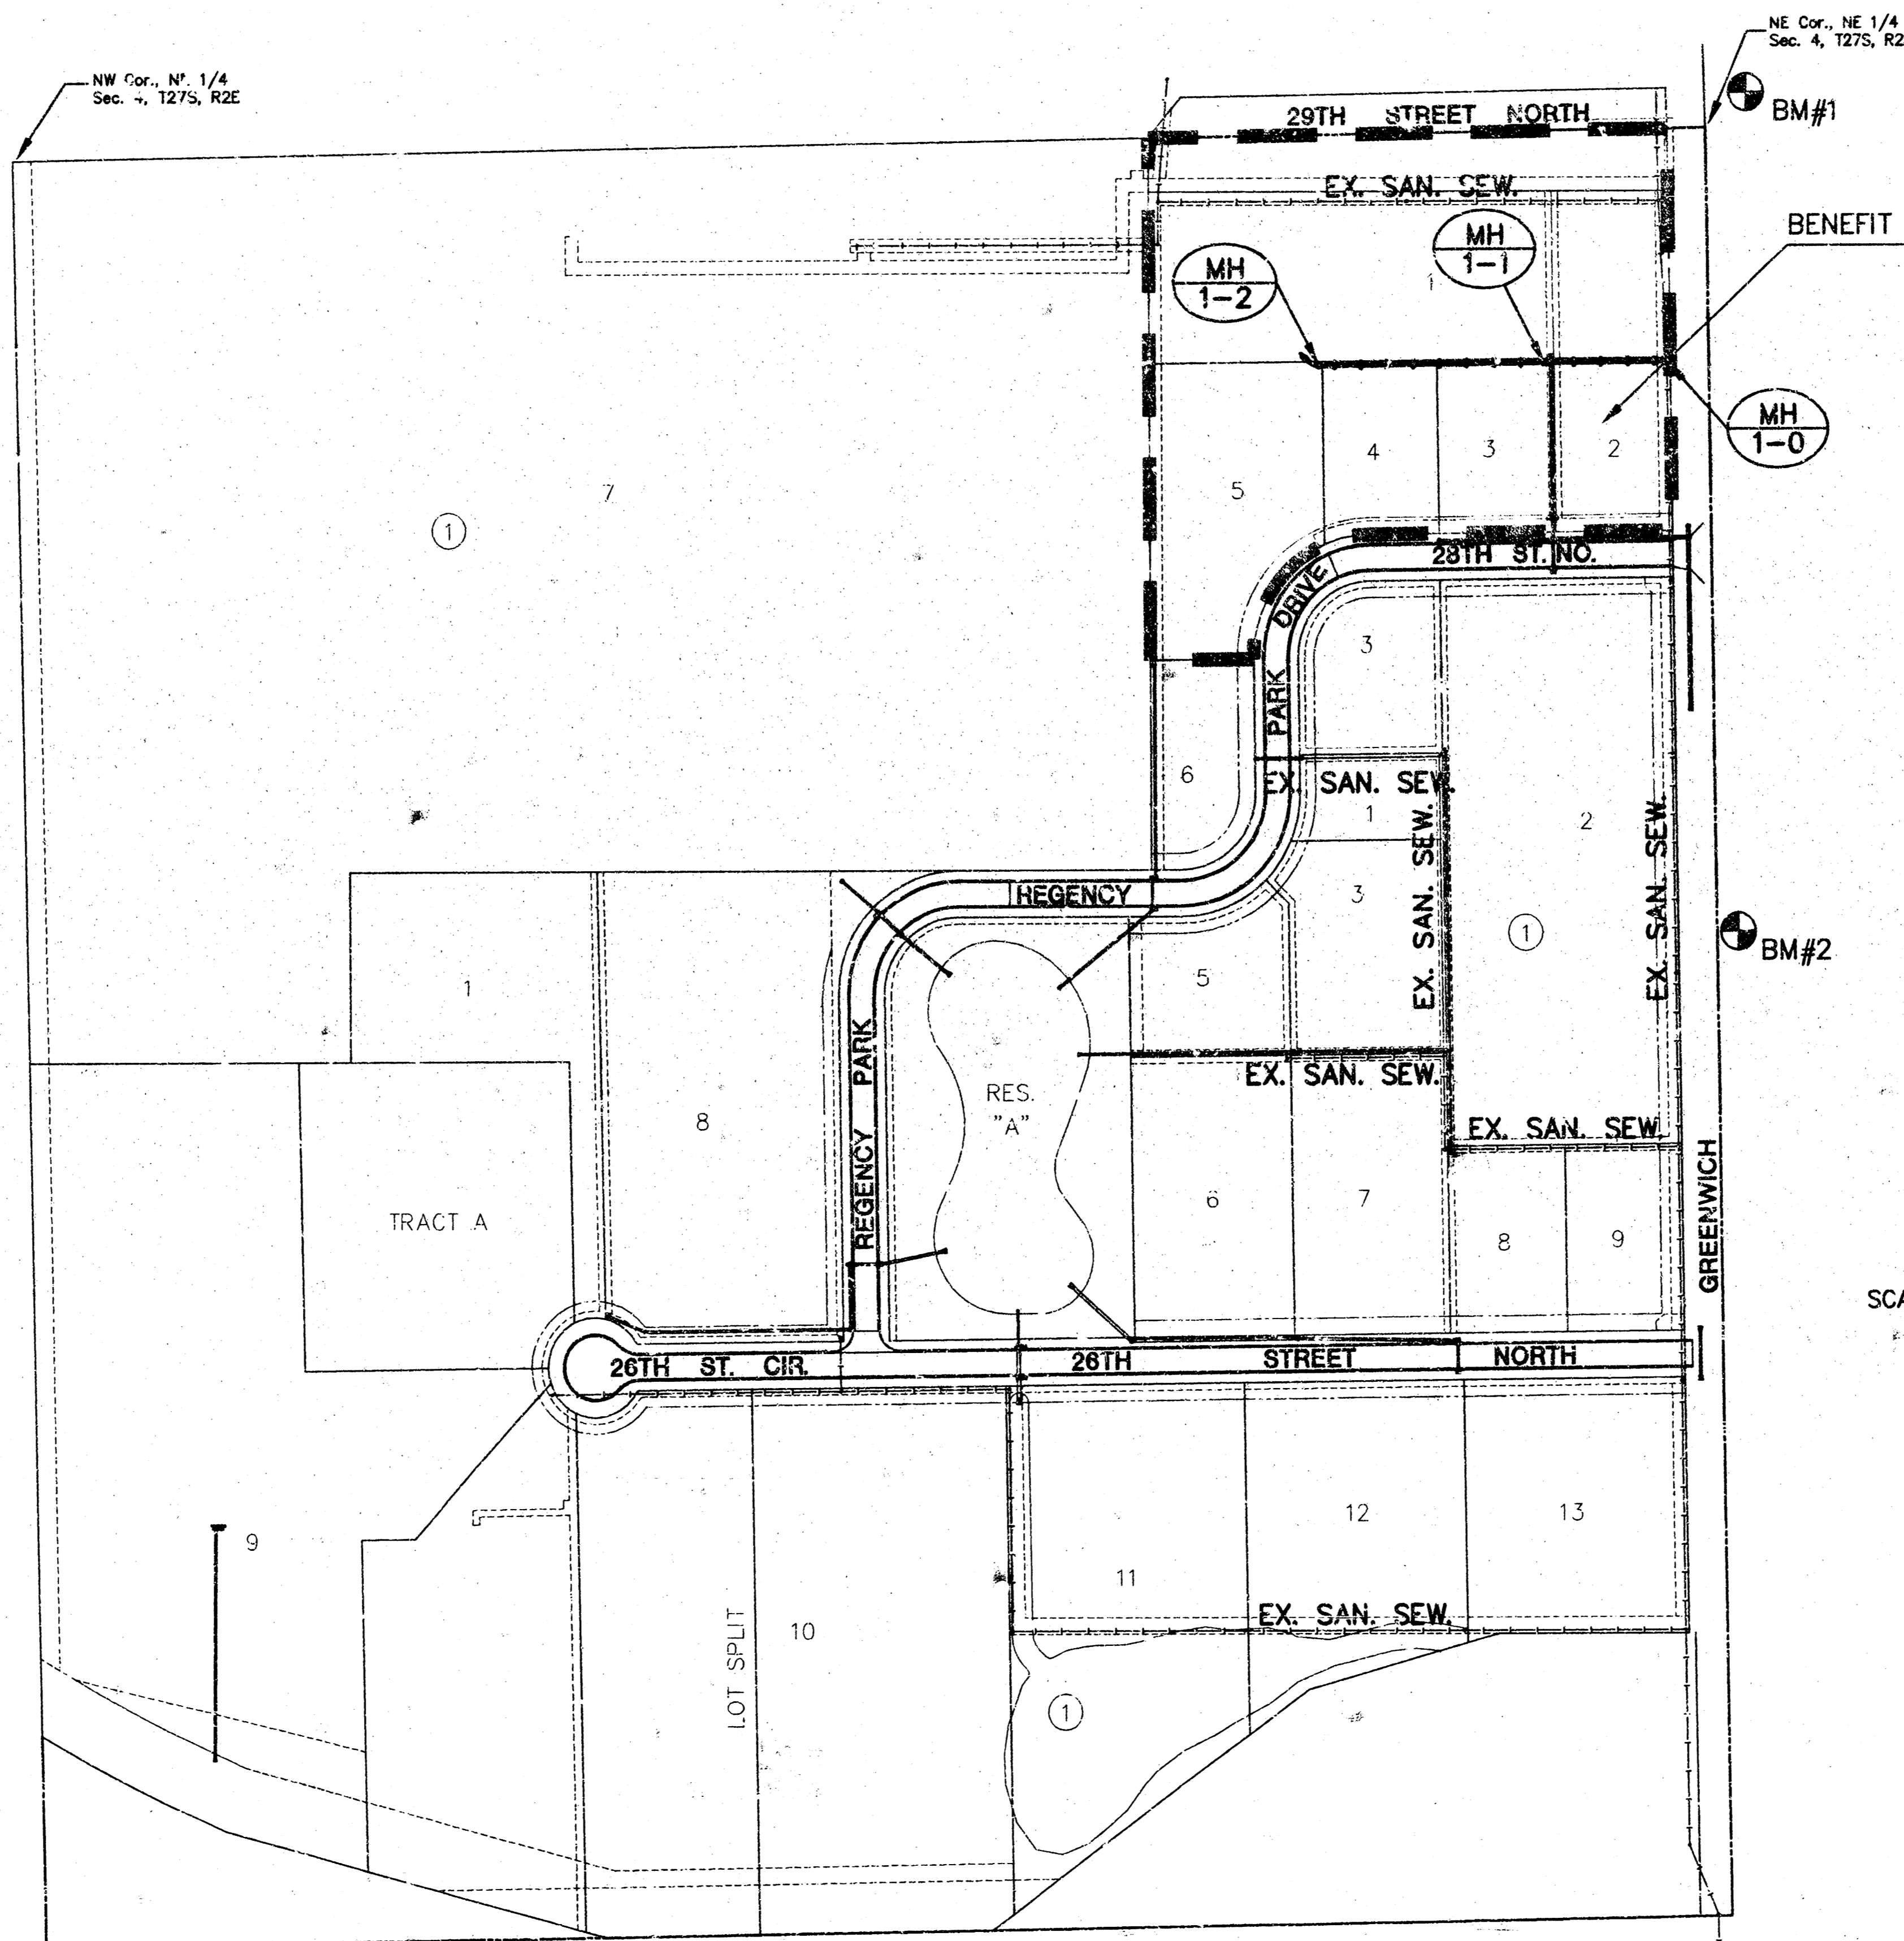 NE Cor., NE 1/4
Sec. 4, T27S, R2
NW Cor., NE 1/4
Sec. 4, T27S, R2E
BM#1
29TH STREET NORTH
EX. SAN. SEW.
BENEFIT
MH
1-1
MH
1-2
1
MH
1-0
5
4
3
2
7
1
28TH ST. NO.
PARK DRIVE
3
6
EX. SAN. SEW.
1
2
EX. SAN. SEW.
EX. SAN. SEW.
REGENCY
3
1
BM#2
1
5
REGENCY PARK
RES.
"A"
EX. SAN. SEW.
8
EX. SAN. SEW.
GREENWICH
TRACT A
6
7
8
9
SCA
26TH ST. CIR.
26TH STREET NORTH
9
12
13
11
EX. SAN. SEW.
10
LOT SPLIT
1